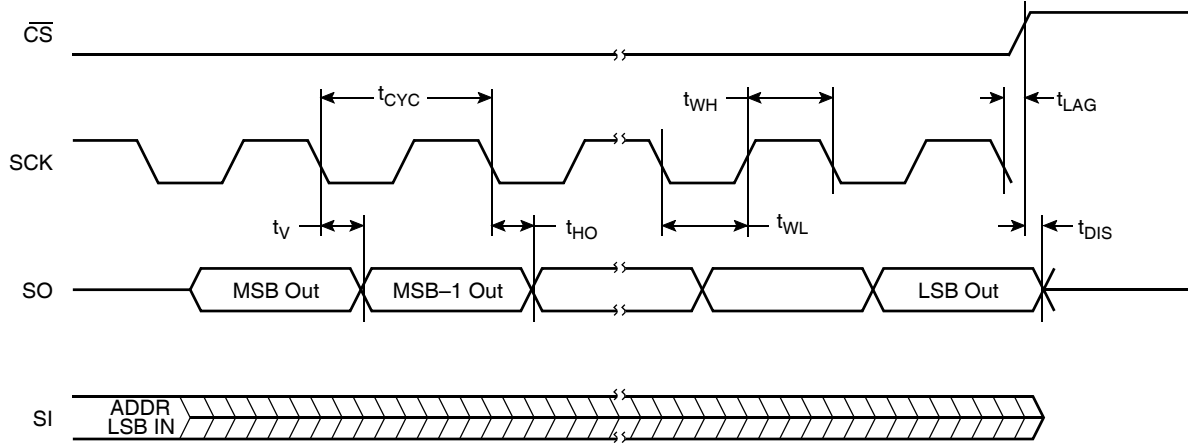 CS
tCYC
tWH
tLAG
SCK
tV
tHO
tWL
tDIS
SO
MSB Out
MSB–1 Out
LSB Out
SI
ADDR
LSB IN